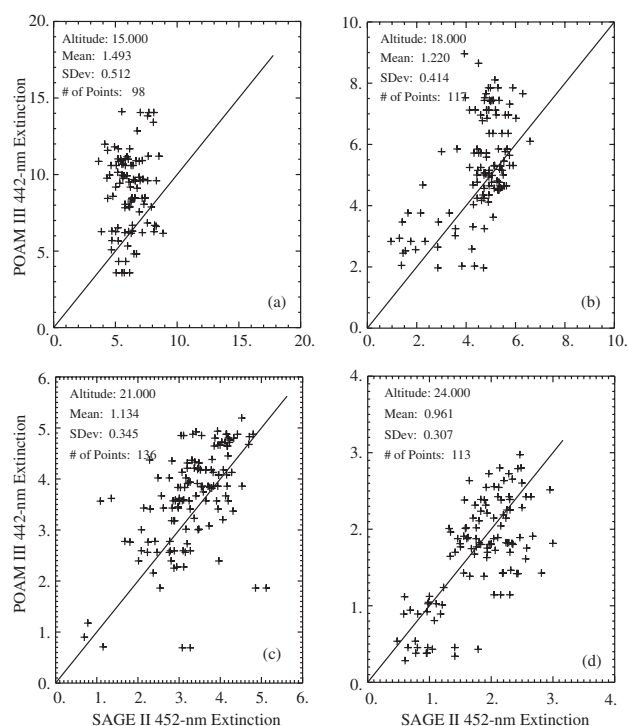 20.
15.
10.
5.
0.
POAM III 442-nm Extinction
Altitude: 15.000
Mean: 1.493
SDev: 0.512
# of Points: 98
(a)
0. 5. 10. 15. 20.
10.
8.
6.
4.
2.
0.
Altitude: 18.000
Mean: 1.220
SDev: 0.414
# of Points: 117
(b)
0. 2. 4. 6. 8. 10.
6.
5.
4.
3.
2.
1.
0.
POAM III 442-nm Extinction
Altitude: 21.000
Mean: 1.134
SDev: 0.345
# of Points: 136
(c)
0. 1. 2. 3. 4. 5. 6.
SAGE II 452-nm Extinction
4.
3.
2.
1.
0.
Altitude: 24.000
Mean: 0.961
SDev: 0.307
# of Points: 113
(d)
0. 1. 2. 3. 4.
SAGE II 452-nm Extinction